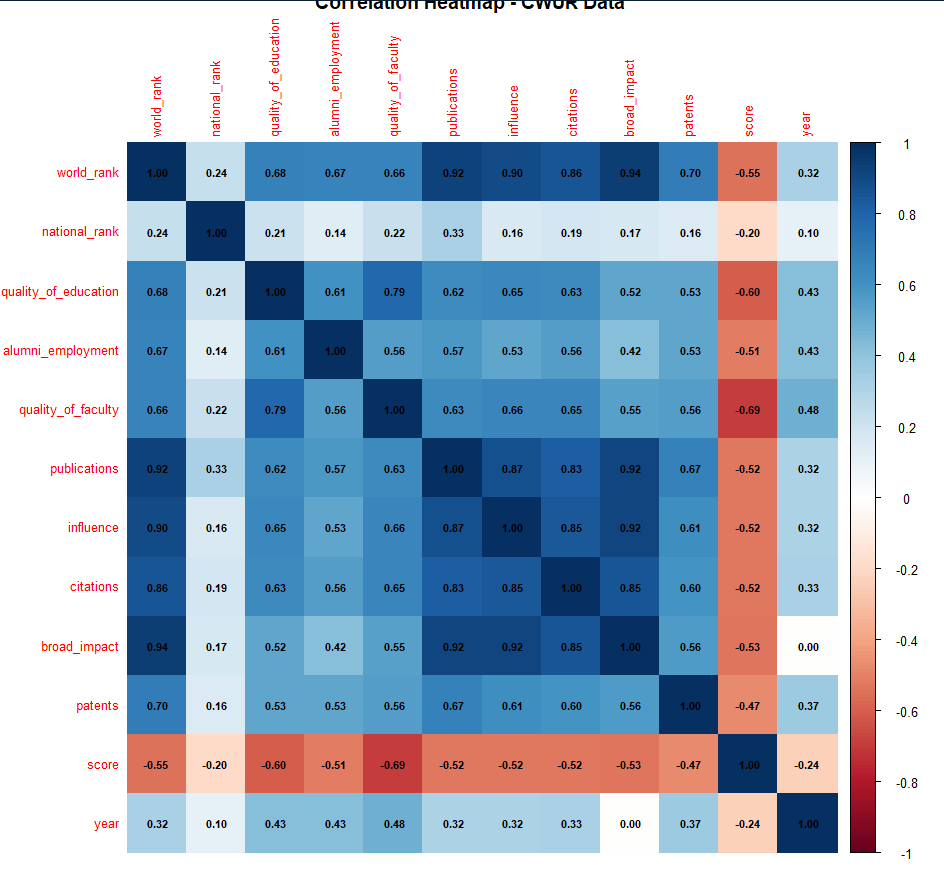 Correlation Heatmap - CWUR Data
world_rank national_rank quality_of_education alumni_employment quality_of_faculty publications influence citations broad_impact patents score year
world_rank 1.00 0.24 0.68 0.67 0.66 0.92 0.90 0.86 0.94 0.70 -0.55 0.32
national_rank 0.24 1.00 0.21 0.14 0.22 0.33 0.16 0.19 0.17 0.16 -0.20 0.10
quality_of_education 0.68 0.21 1.00 0.61 0.79 0.62 0.65 0.63 0.52 0.53 -0.60 0.43
alumni_employment 0.67 0.14 0.61 1.00 0.56 0.57 0.53 0.56 0.42 0.53 -0.51 0.43
quality_of_faculty 0.66 0.22 0.79 0.56 1.00 0.63 0.66 0.65 0.55 0.56 -0.69 0.48
publications 0.92 0.33 0.62 0.57 0.63 1.00 0.87 0.83 0.92 0.67 -0.52 0.32
influence 0.90 0.16 0.65 0.53 0.66 0.87 1.00 0.85 0.92 0.61 -0.52 0.32
citations 0.86 0.19 0.63 0.56 0.65 0.83 0.85 1.00 0.85 0.60 -0.52 0.33
broad_impact 0.94 0.17 0.52 0.42 0.55 0.92 0.92 0.85 1.00 0.56 -0.53 0.00
patents 0.70 0.16 0.53 0.53 0.56 0.67 0.61 0.60 0.56 1.00 -0.47 0.37
score -0.55 -0.20 -0.60 -0.51 -0.69 -0.52 -0.52 -0.52 -0.53 -0.47 1.00 -0.24
year 0.32 0.10 0.43 0.43 0.48 0.32 0.32 0.33 0.00 0.37 -0.24 1.00
1
0.8
0.6
0.4
0.2
0
-0.2
-0.4
-0.6
-0.8
-1